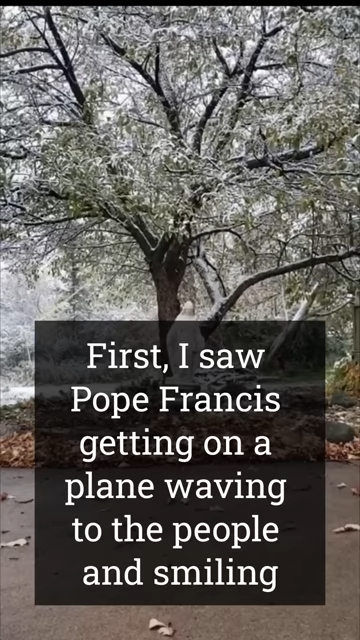 First, I saw
Pope Francis
getting on a
plane waving
to the people
and smiling